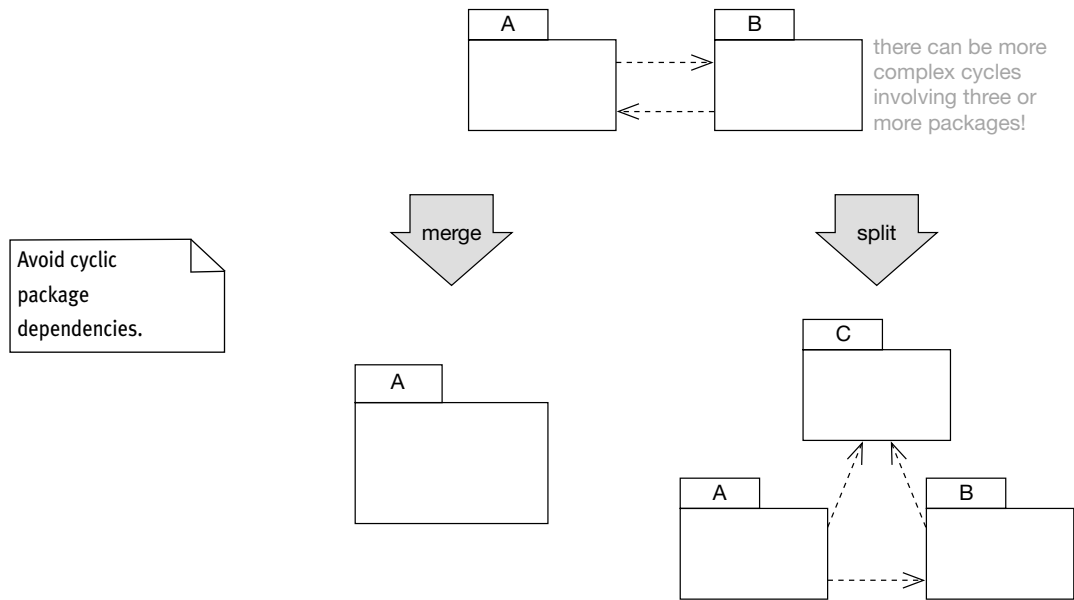 A
B
there can be more
complex cycles
involving three or
more packages!
merge
split
Avoid cyclic
package
dependencies.
C
A
A
B